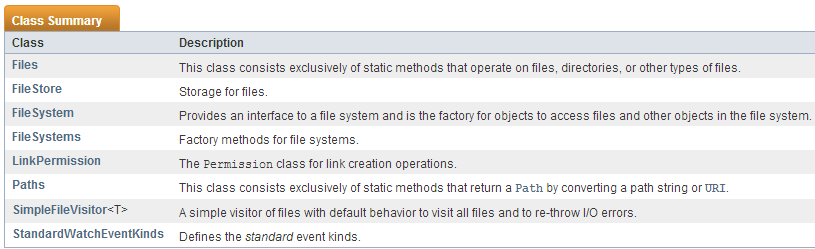 Class Summary
Class Description
Files This class consists exclusively of static methods that operate on files, directories, or other types of files.
FileStore Storage for files.
FileSystem Provides an interface to a file system and is the factory for objects to access files and other objects in the file system.
FileSystems Factory methods for file systems.
LinkPermission The Permission class for link creation operations.
Paths This class consists exclusively of static methods that return a Path by converting a path string or URI.
SimpleFileVisitor<T> A simple visitor of files with default behavior to visit all files and to re-throw I/O errors.
StandardWatchEventKinds Defines the standard event kinds.